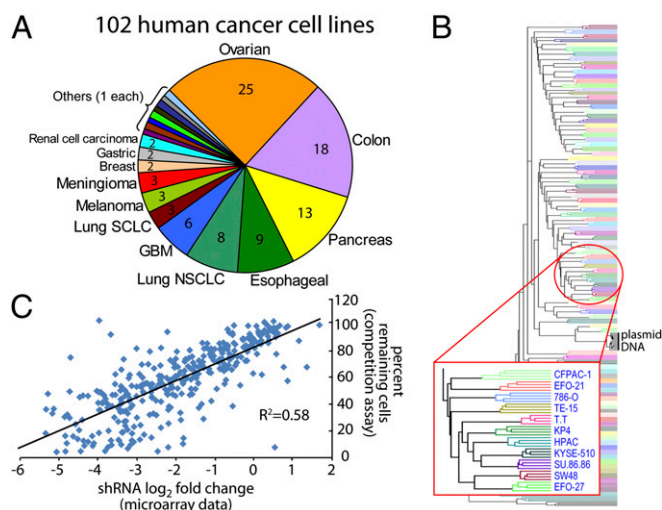 A
102 human cancer cell lines
Ovarian
25
Colon
18
Pancreas
13
Esophageal
9
Lung NSCLC
8
GBM
6
Lung SCLC
3
Melanoma
3
Meningioma
3
Breast
2
Gastric
2
Renal cell carcinoma
2
Others (1 each)
B
plasmid
DNA
CFPAC-1
EFO-21
786-O
TE-15
T.T
KP4
HPAC
KYSE-510
SU.86.86
SW48
EFO-27
C
120
100
80
60
40
20
0
percent
remaining cells
(competition assay)
R²=0.58
-6 -5 -4 -3 -2 -1 0 1 2
shRNA log₂ fold change
(microarray data)